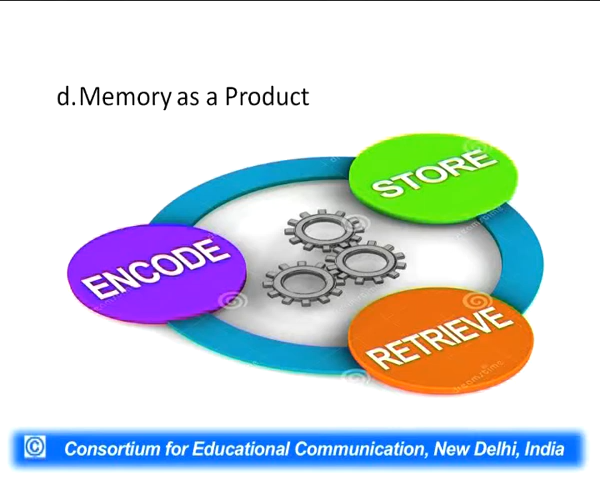 d.Memory as a Product
STORE
ENCODE
RETRIEVE
© Consortium for Educational Communication, New Delhi, India